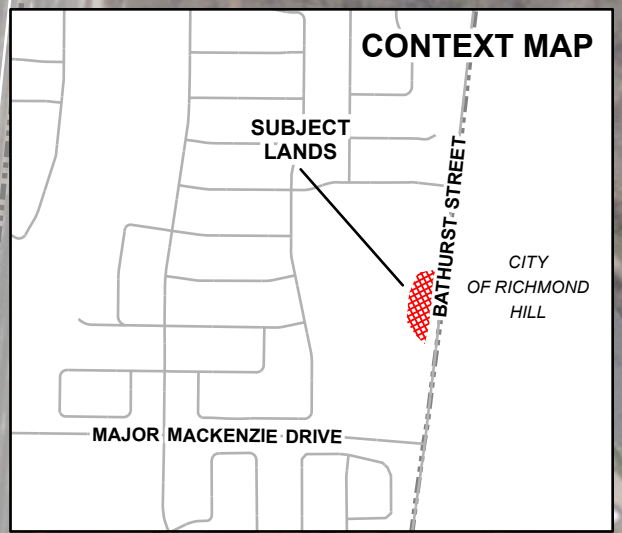 CONTEXT MAP
SUBJECT
LANDS
BATHURST STREET
CITY
OF RICHMOND
HILL
MAJOR MACKENZIE DRIVE